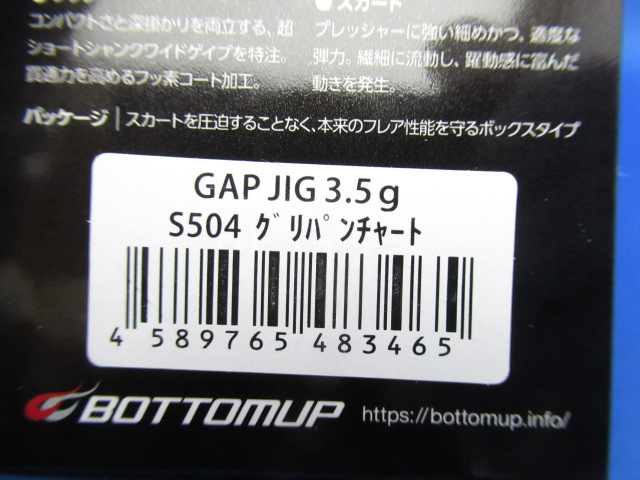 コンパクトさと深掛かりを両立する、超
ショートシャンクワイドゲイプを特注。
貫通力を高めるフッ素コート加工。
●スカート
プレッシャーに強い細めかつ、適度な
弾力。繊細に流動し、躍動感に富んだ
動きを発生。
パッケージ|スカートを圧迫することなく、本来のフレア性能を守るボックスタイプ
GAP JIG 3.5g
S504 グリパンチャート
4 589765 483465
BOTTOMUP
https://bottomup.info/